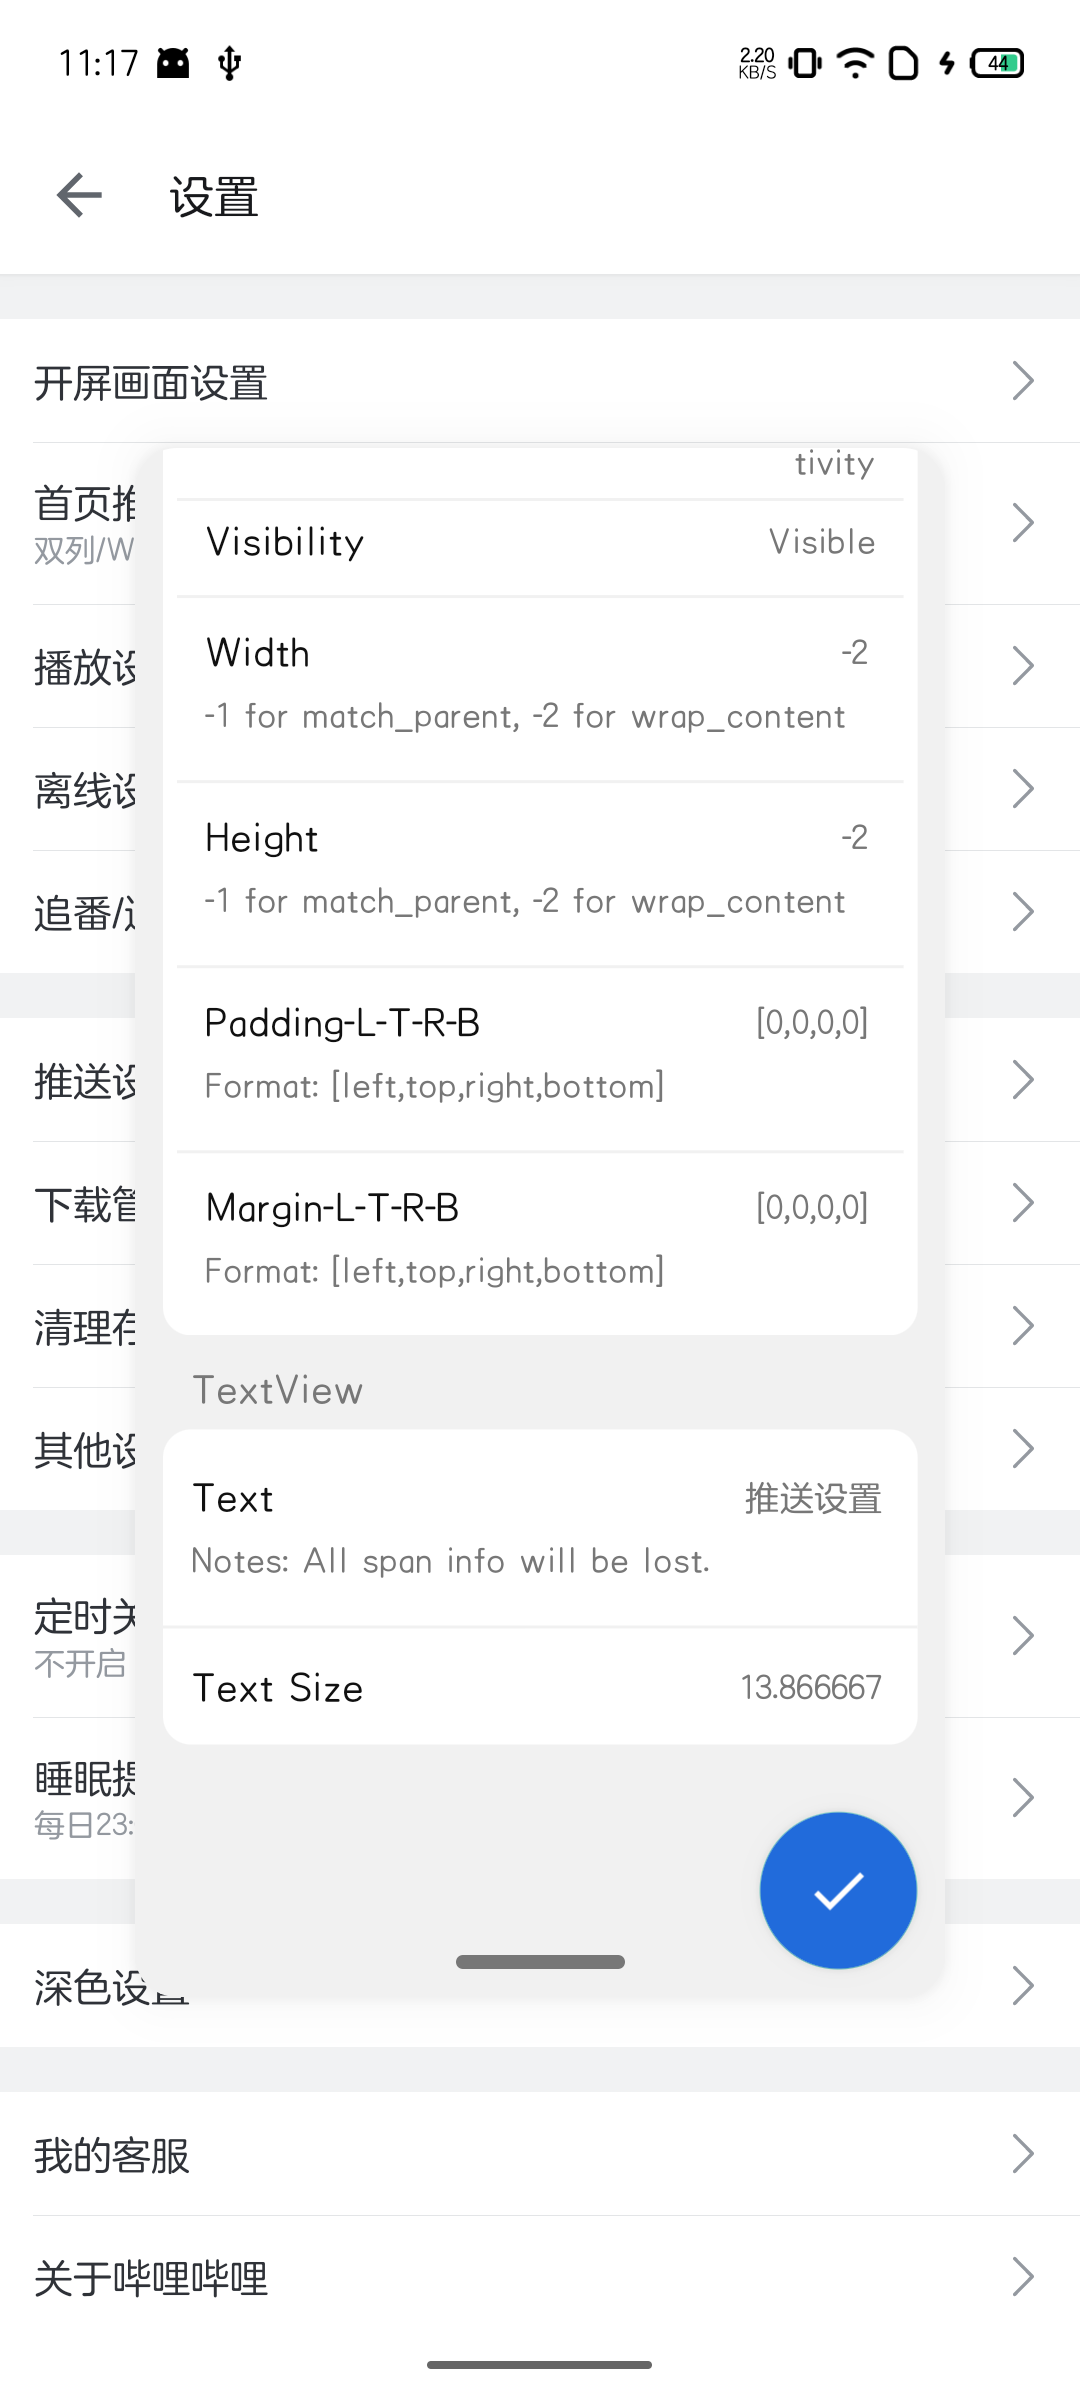 11:17
2.20
KB/S
44
设置
开屏画面设置
tivity
首页推
双列/W
Visibility
Visible
Width
-2
-1 for match_parent, -2 for wrap_content
播放设
离线设
Height
-2
-1 for match_parent, -2 for wrap_content
追番/
Padding-L-T-R-B
[0,0,0,0]
Format: [left,top,right,bottom]
推送设
下载管
Margin-L-T-R-B
[0,0,0,0]
Format: [left,top,right,bottom]
清理存
TextView
其他设
Text
推送设置
Notes: All span info will be lost.
定时关
不开启
Text Size
13.866667
睡眠提
每日23:
深色设置
我的客服
关于哔哩哔哩